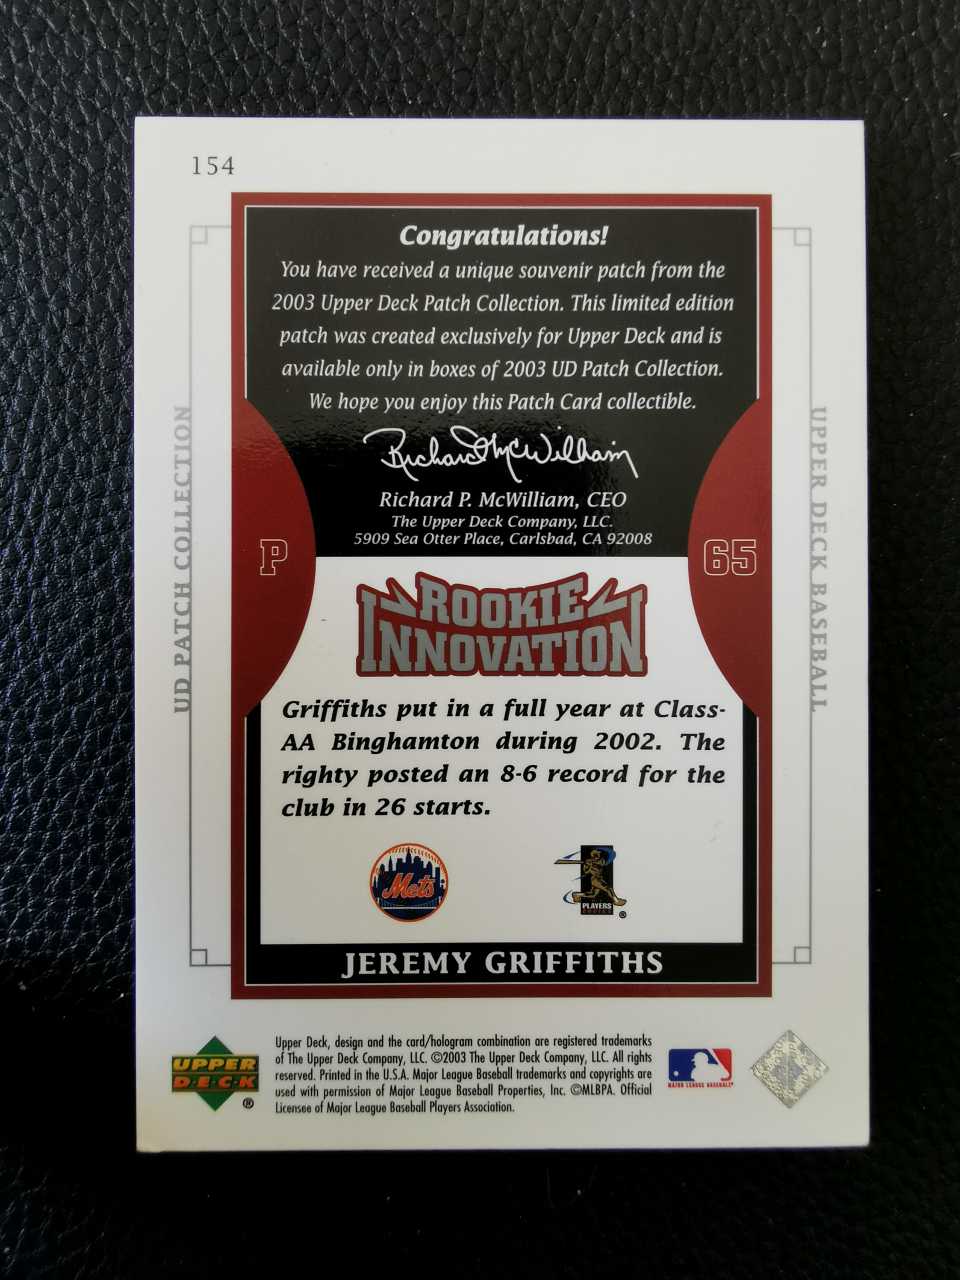 154
Congratulations!
You have received a unique souvenir patch from the
2003 Upper Deck Patch Collection. This limited edition
patch was created exclusively for Upper Deck and is
available only in boxes of 2003 UD Patch Collection.
We hope you enjoy this Patch Card collectible.
Richard McWilliam
Richard P. McWilliam, CEO
The Upper Deck Company, LLC.
5909 Sea Otter Place, Carlsbad, CA 92008
UD PATCH COLLECTION
UPPER DECK BASEBALL
P
65
ROOKIE
INNOVATION
Griffiths put in a full year at Class-
AA Binghamton during 2002. The
righty posted an 8-6 record for the
club in 26 starts.
Mets
PLAYERS
CHOICE
®
JEREMY GRIFFITHS
UPPER
DECK
®
Upper Deck, design and the card/hologram combination are registered trademarks
of The Upper Deck Company, LLC. ©2003 The Upper Deck Company, LLC. All rights
reserved. Printed in the U.S.A. Major League Baseball trademarks and copyrights are
used with permission of Major League Baseball Properties, Inc. ©MLBPA. Official
Licensee of Major League Baseball Players Association.
MAJOR LEAGUE BASEBALL